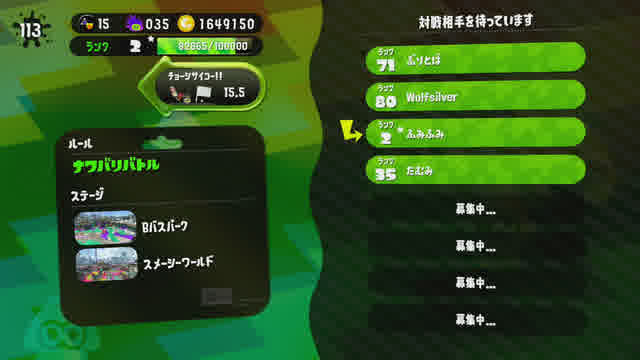 113
15
035
1649150
ランク 2 82865/100000
チョーシサイコー!!
15.5
ルール
ナワバリバトル
ステージ
Bバスパーク
スメーシーワールド
対戦相手を待っています
ランク 71 ぷりとば
ランク 80 Wolfsilver
ランク 2 ふみふみ
ランク 35 たむみ
募集中...
募集中...
募集中...
募集中...